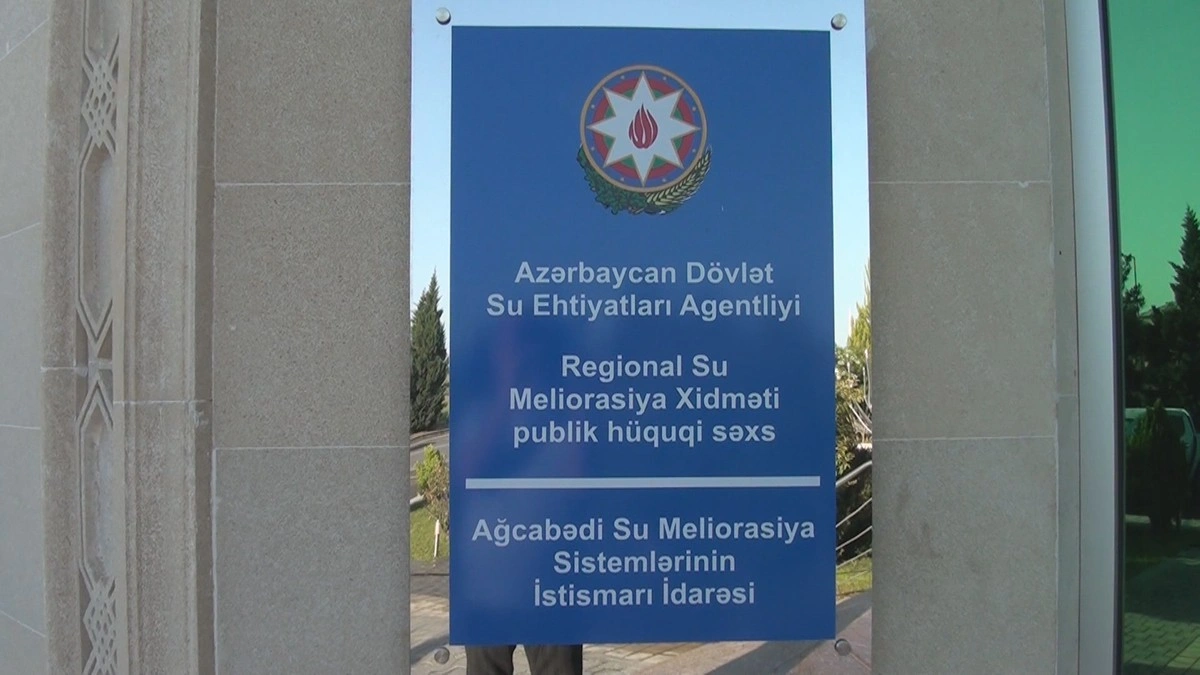 Azərbaycan Dövlət
Su Ehtiyatları Agentliyi
Regional Su
Meliorasiya Xidməti
publik hüquqi səxs
Ağcabədi Su Meliorasiya
Sistemlərinin
İstismarı İdarəsi